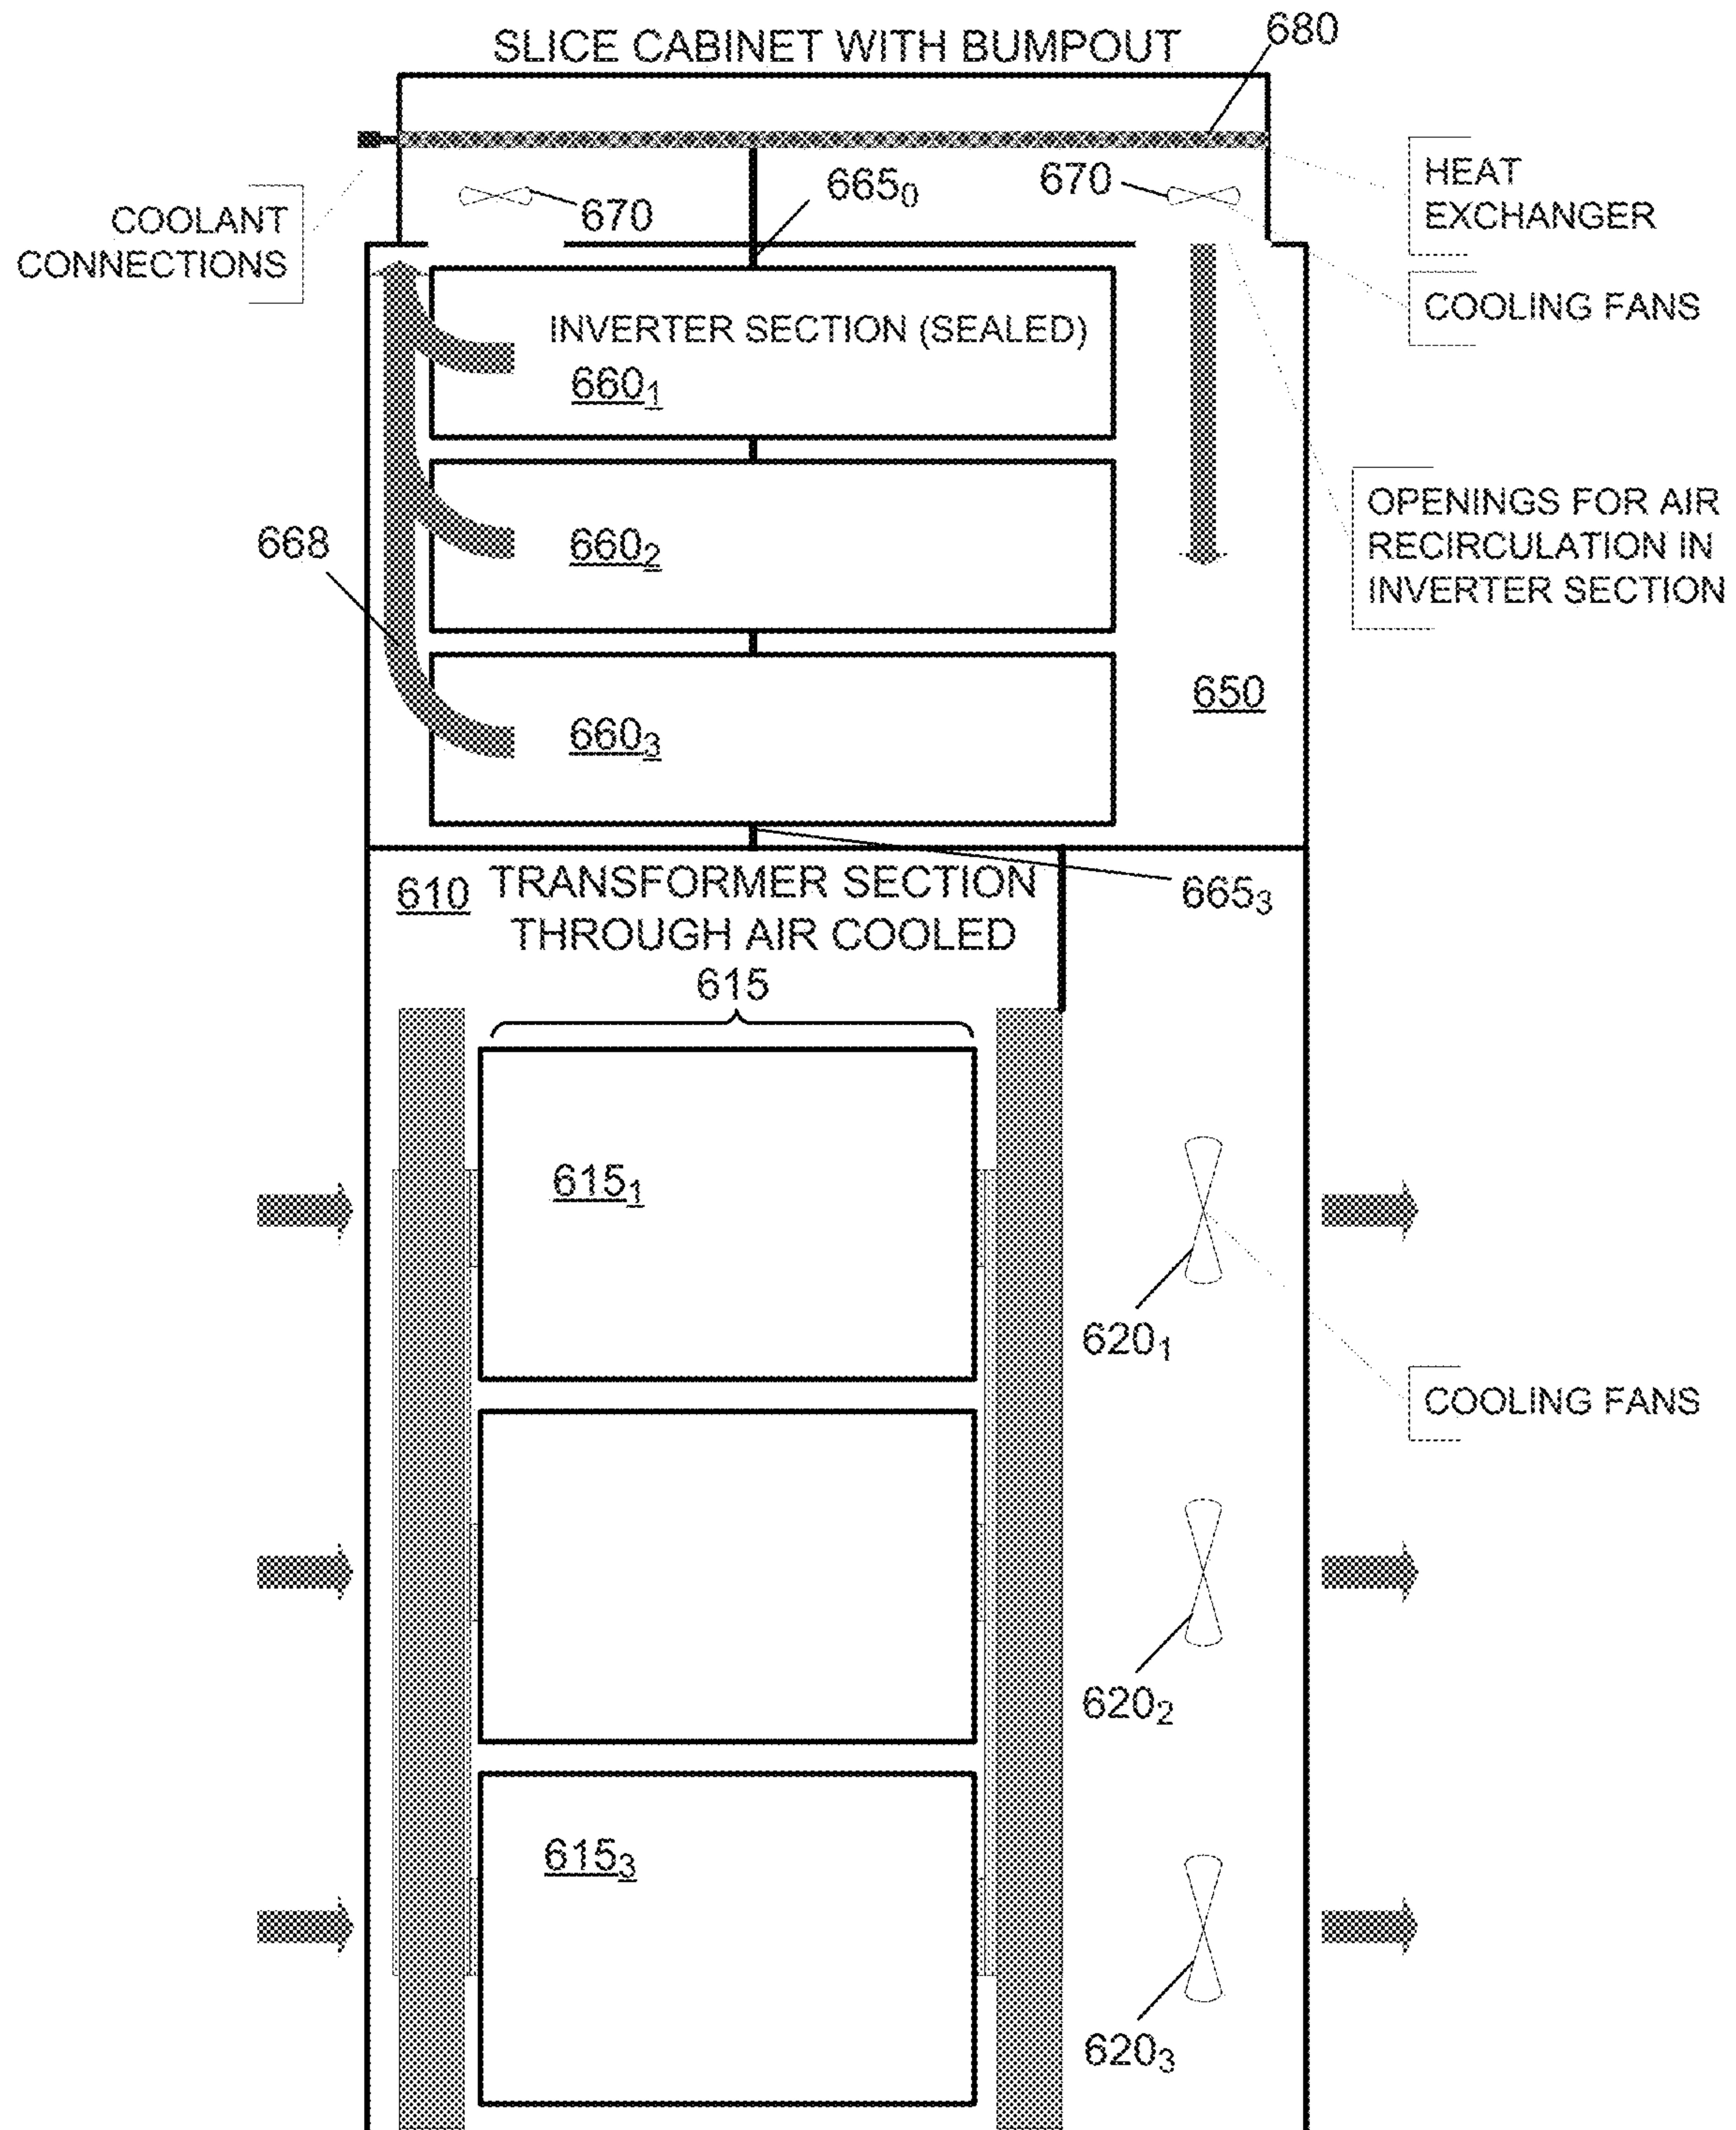 SLICE CABINET WITH BUMPOUT
680
HEAT
EXCHANGER
665₀
670
670
COOLANT
CONNECTIONS
COOLING FANS
INVERTER SECTION (SEALED)
660₁
OPENINGS FOR AIR
RECIRCULATION IN
INVERTER SECTION
668
660₂
650
660₃
610
TRANSFORMER SECTION
THROUGH AIR COOLED
665₃
615
615₁
620₁
COOLING FANS
620₂
615₃
620₃